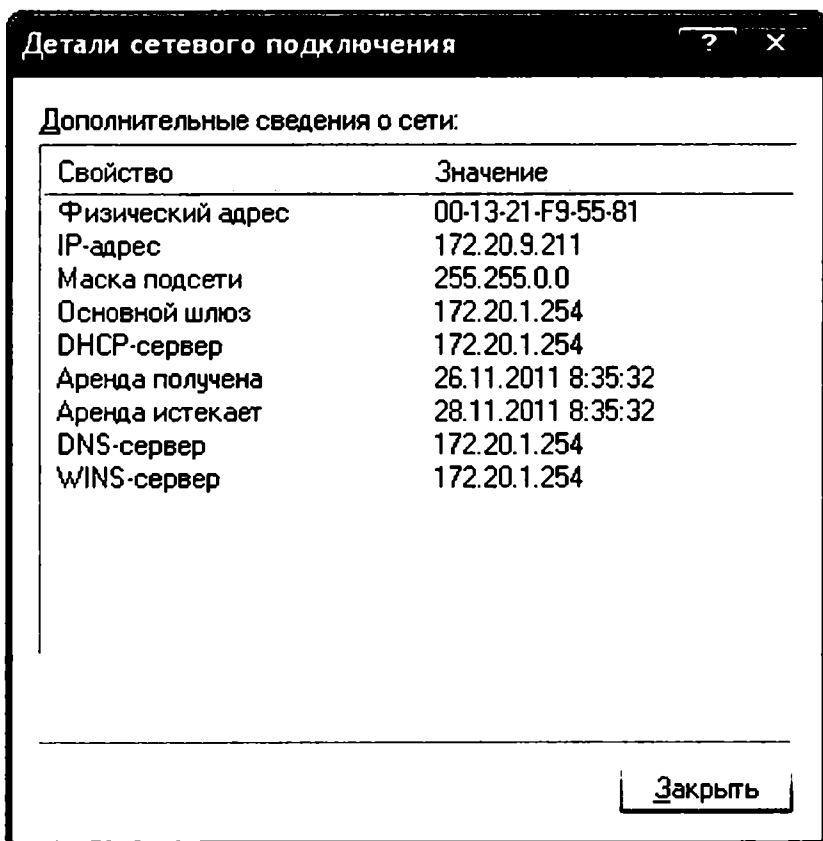 Детали сетевого подключения ? ×
Дополнительные сведения о сети:
Свойство Значение
Физический адрес 00-13-21-F9-55-81
IP-адрес 172.20.9.211
Маска подсети 255.255.0.0
Основной шлюз 172.20.1.254
DHCP-сервер 172.20.1.254
Аренда получена 26.11.2011 8:35:32
Аренда истекает 28.11.2011 8:35:32
DNS-сервер 172.20.1.254
WINS-сервер 172.20.1.254
Закрыть